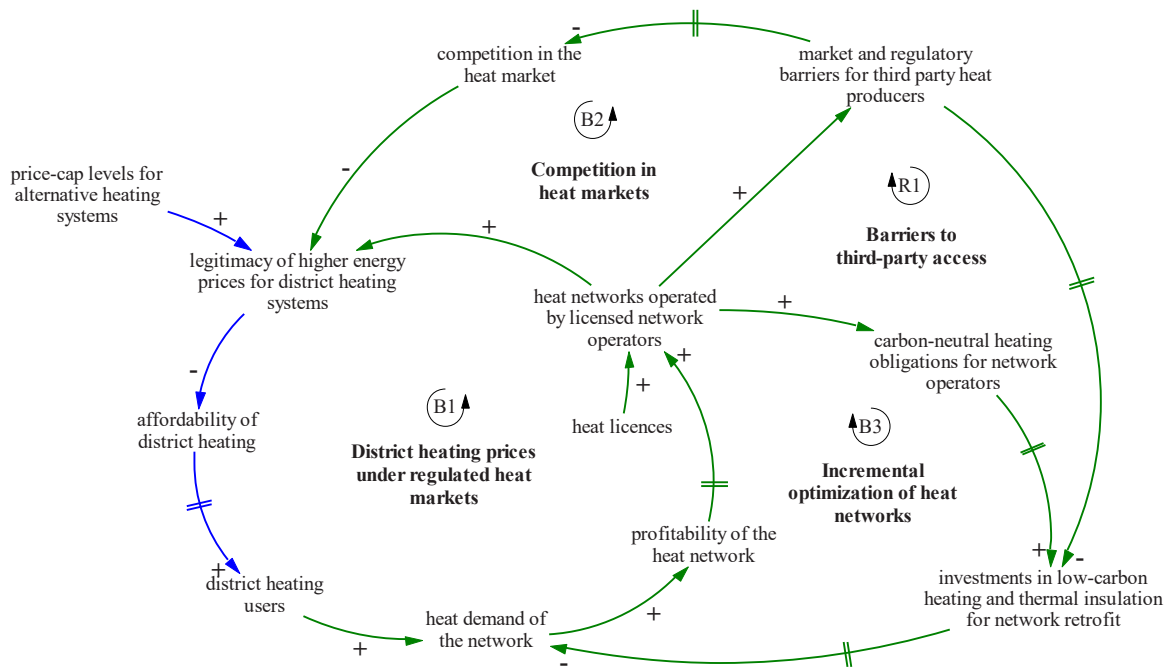 -
competition in the
heat market
market and regulatory
barriers for third party heat
producers
B2
Competition in
heat markets
-
+
R1
Barriers to
third-party access
price-cap levels for
alternative heating
systems
+
+
legitimacy of higher energy
prices for district heating
systems
heat networks operated
by licensed network
operators
+
+
+
carbon-neutral heating
obligations for network
operators
-
affordability of
district heating
B1
heat licences
District heating prices
under regulated heat
markets
B3
Incremental
optimization of heat
networks
profitability of the
heat network
+
district heating
users
+
heat demand of
the network
+
+
-
investments in low-carbon
heating and thermal insulation
for network retrofit
-